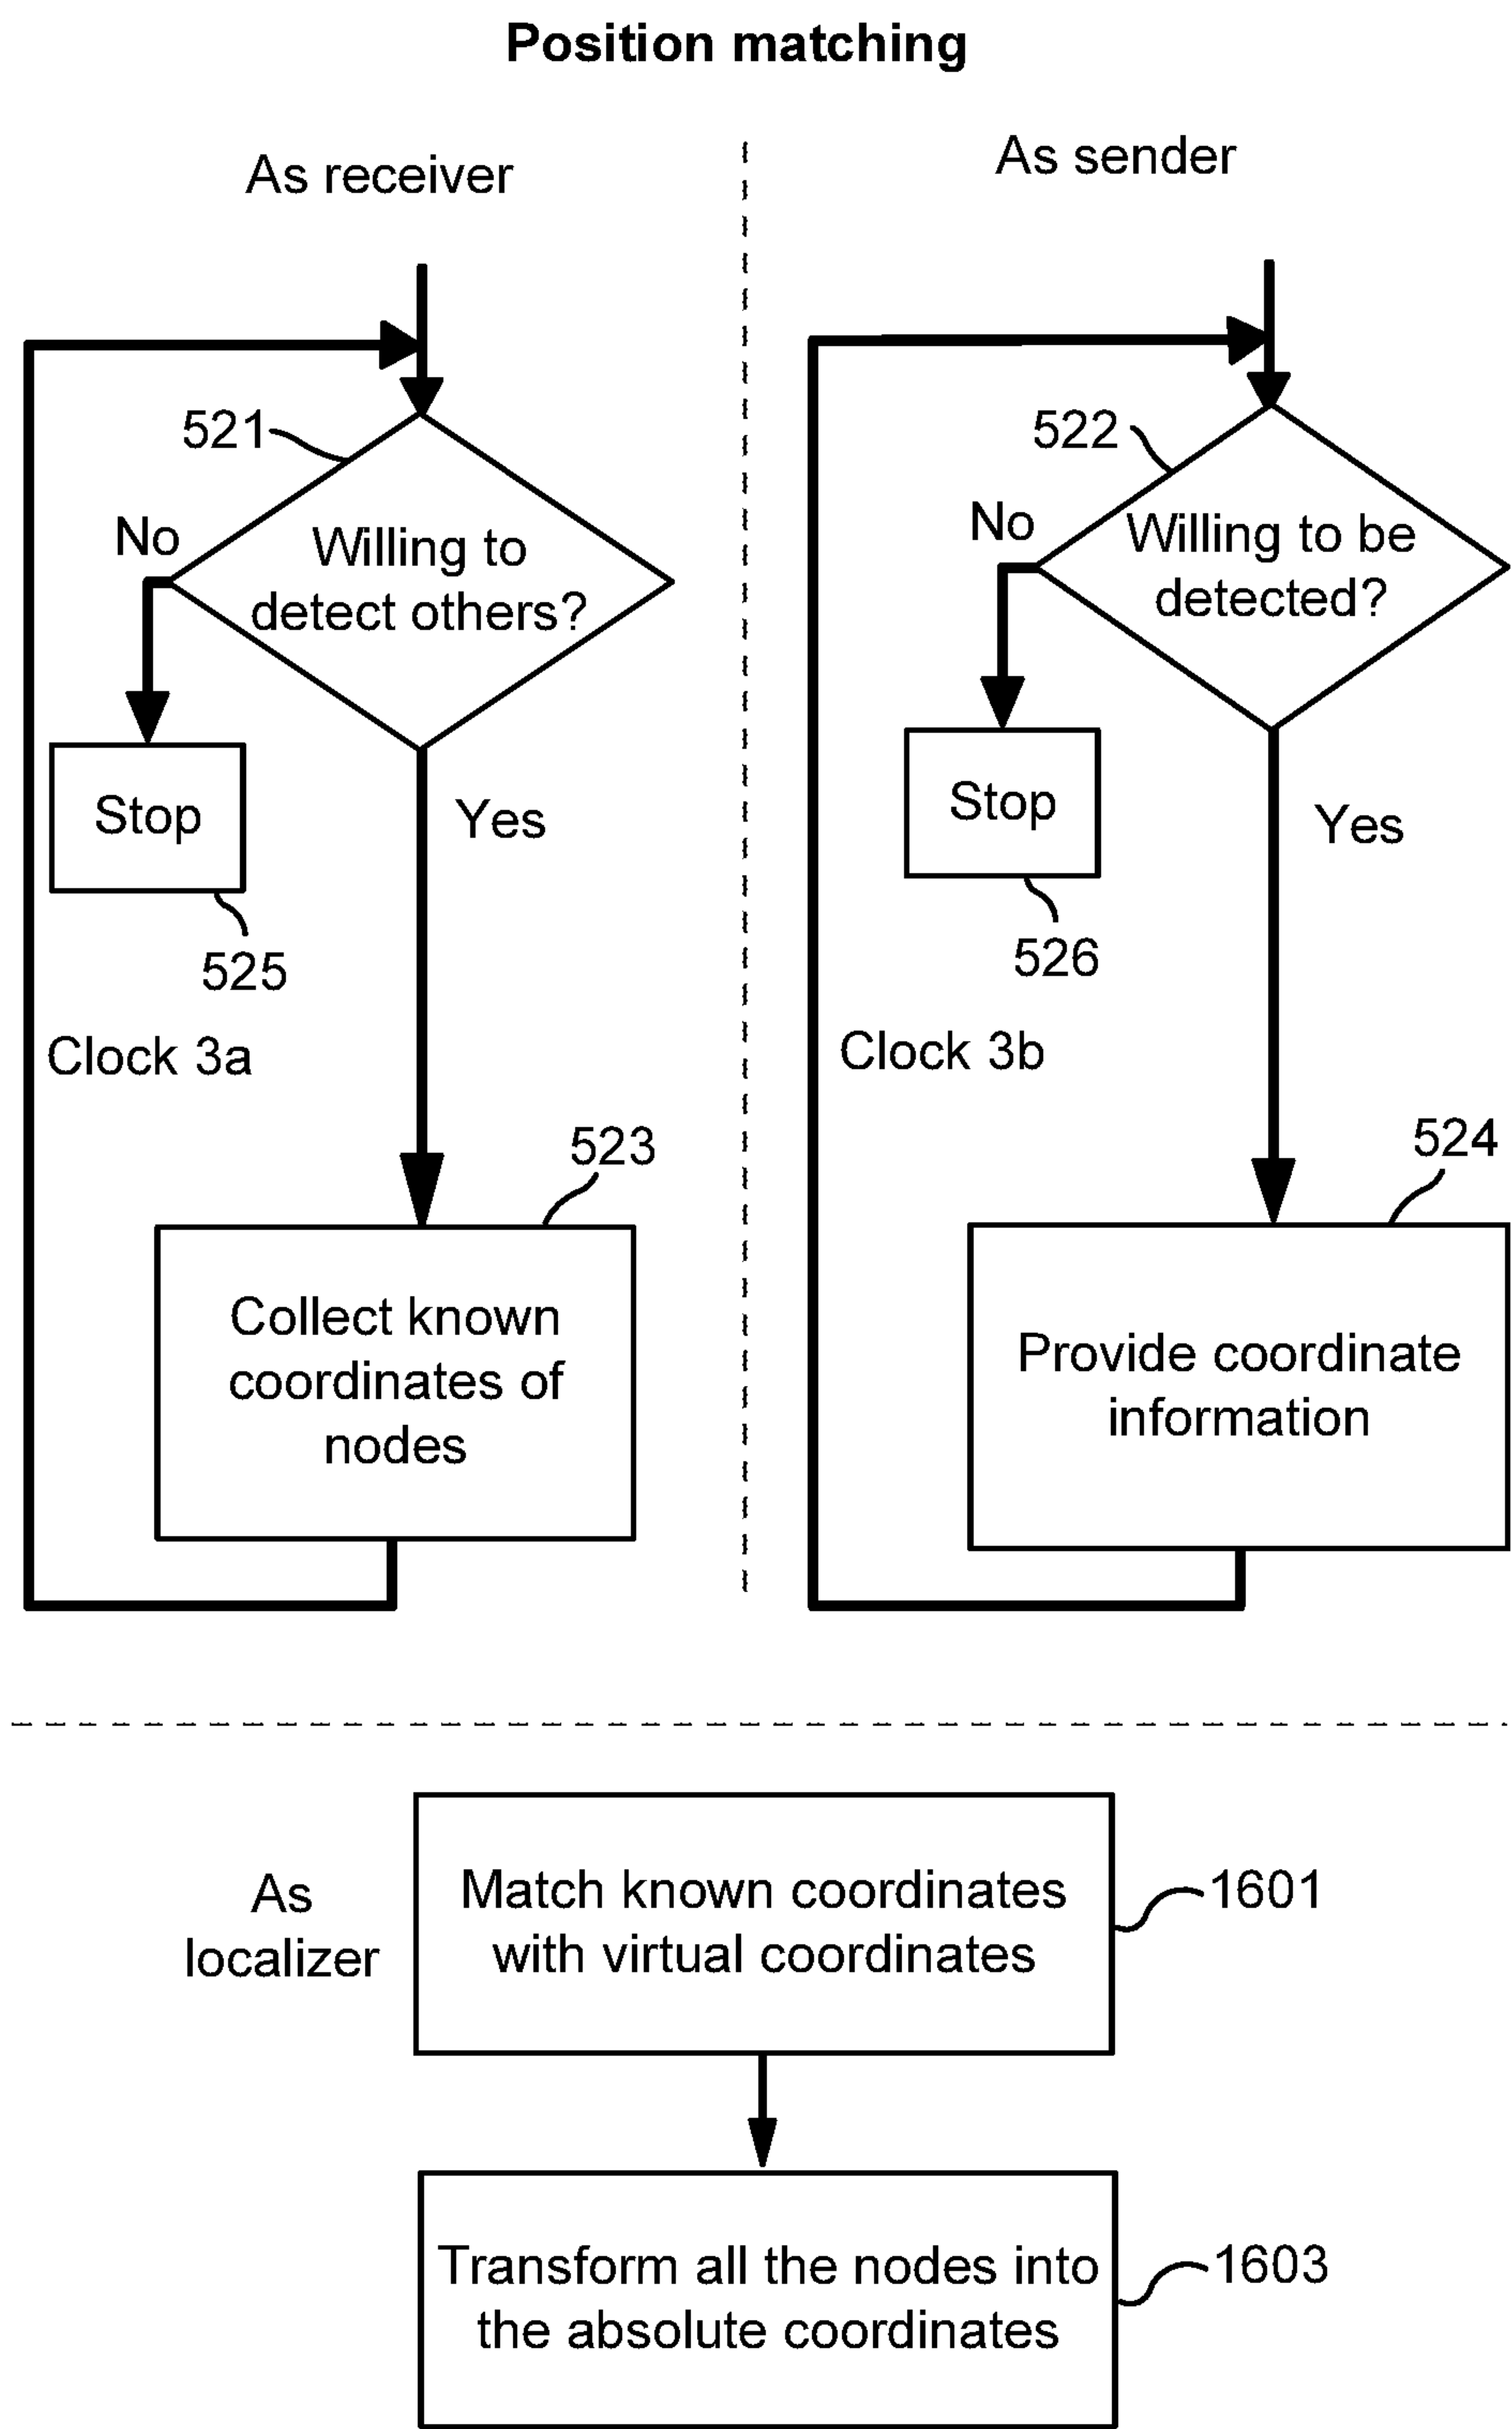 Position matching
As receiver
521
No
Willing to
detect others?
Stop
525
Yes
Clock 3a
523
Collect known
coordinates of
nodes
As sender
522
No
Willing to be
detected?
Stop
526
Yes
Clock 3b
524
Provide coordinate
information
As
localizer
Match known coordinates
with virtual coordinates
1601
Transform all the nodes into
the absolute coordinates
1603